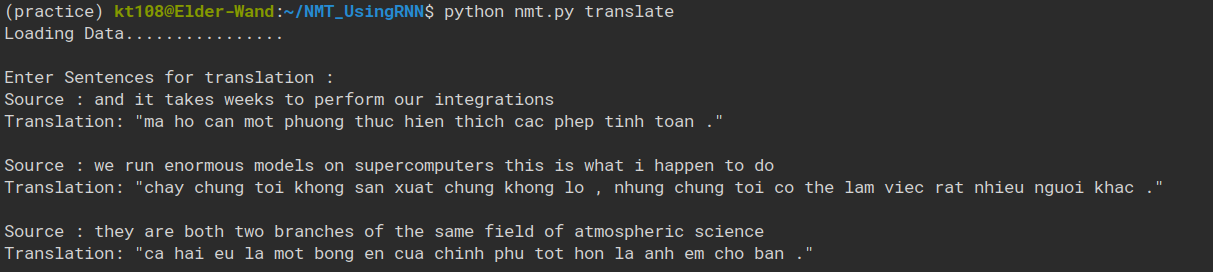 (practice) kt108@Elder-Wand:~/NMT_UsingRNN$ python nmt.py translate
Loading Data................
Enter Sentences for translation :
Source : and it takes weeks to perform our integrations
Translation: "ma ho can mot phuong thuc hien thich cac phep tinh toan ."
Source : we run enormous models on supercomputers this is what i happen to do
Translation: "chay chung toi khong san xuat chung khong lo , nhung chung toi co the lam viec rat nhieu nguoi khac ."
Source : they are both two branches of the same field of atmospheric science
Translation: "ca hai eu la mot bong en cua chinh phu tot hon la anh em cho ban ."